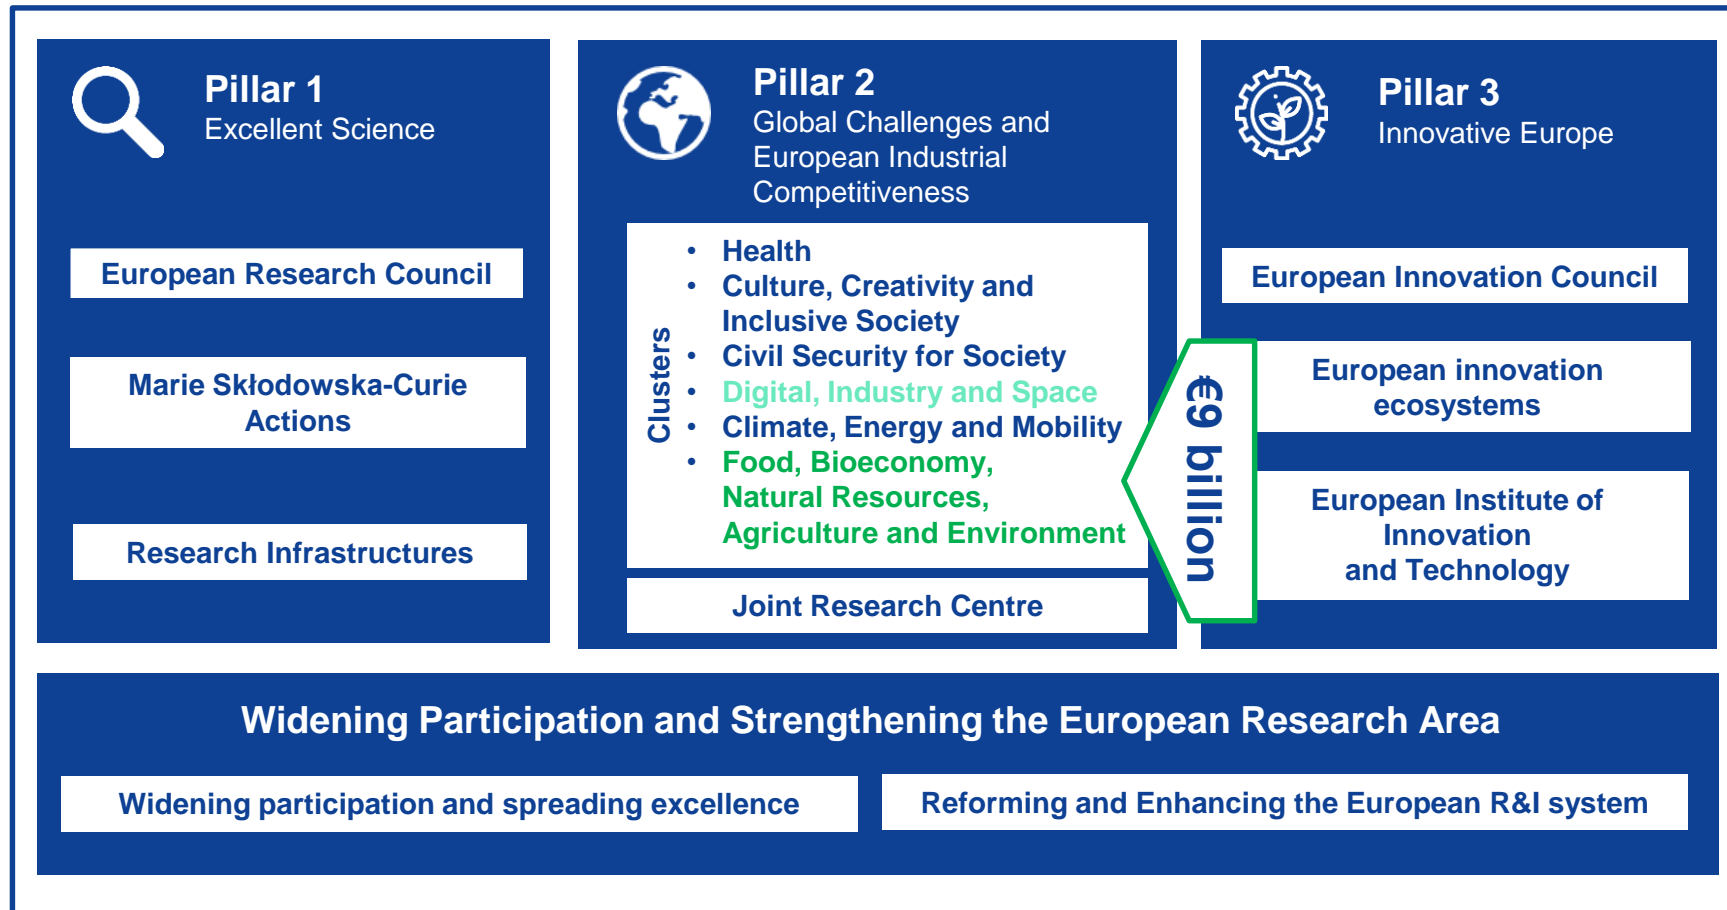 Pillar 1
Excellent Science
European Research Council
Marie Skłodowska-Curie
Actions
Research Infrastructures
Pillar 2
Global Challenges and
European Industrial
Competitiveness
Clusters
• Health
• Culture, Creativity and
Inclusive Society
• Civil Security for Society
• Digital, Industry and Space
• Climate, Energy and Mobility
• Food, Bioeconomy,
Natural Resources,
Agriculture and Environment
Joint Research Centre
€9 billion
Pillar 3
Innovative Europe
European Innovation Council
European innovation
ecosystems
European Institute of
Innovation
and Technology
Widening Participation and Strengthening the European Research Area
Widening participation and spreading excellence
Reforming and Enhancing the European R&I system